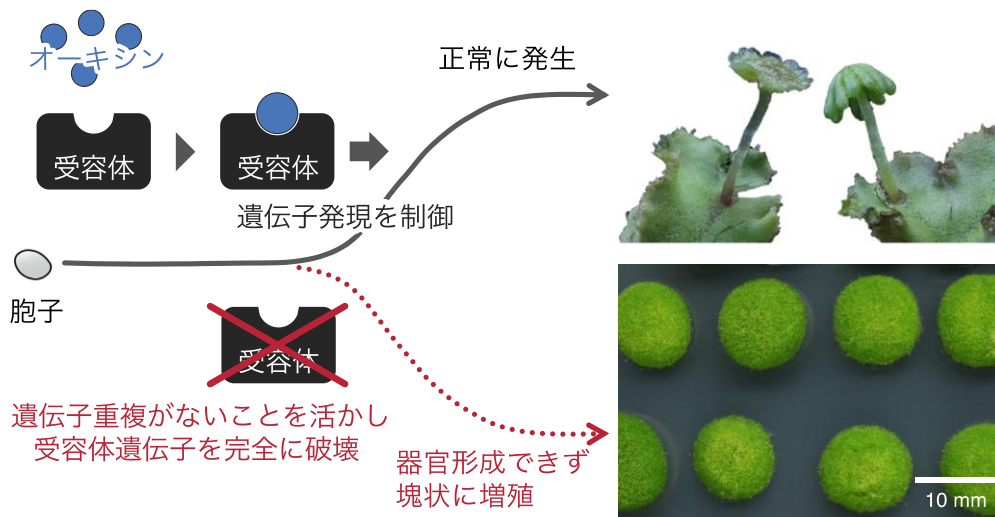 オーキシン
正常に発生
受容体
受容体
遺伝子発現を制御
胞子
受容体
遺伝子重複がないことを活かし
受容体遺伝子を完全に破壊
器官形成できず
塊状に増殖
10 mm